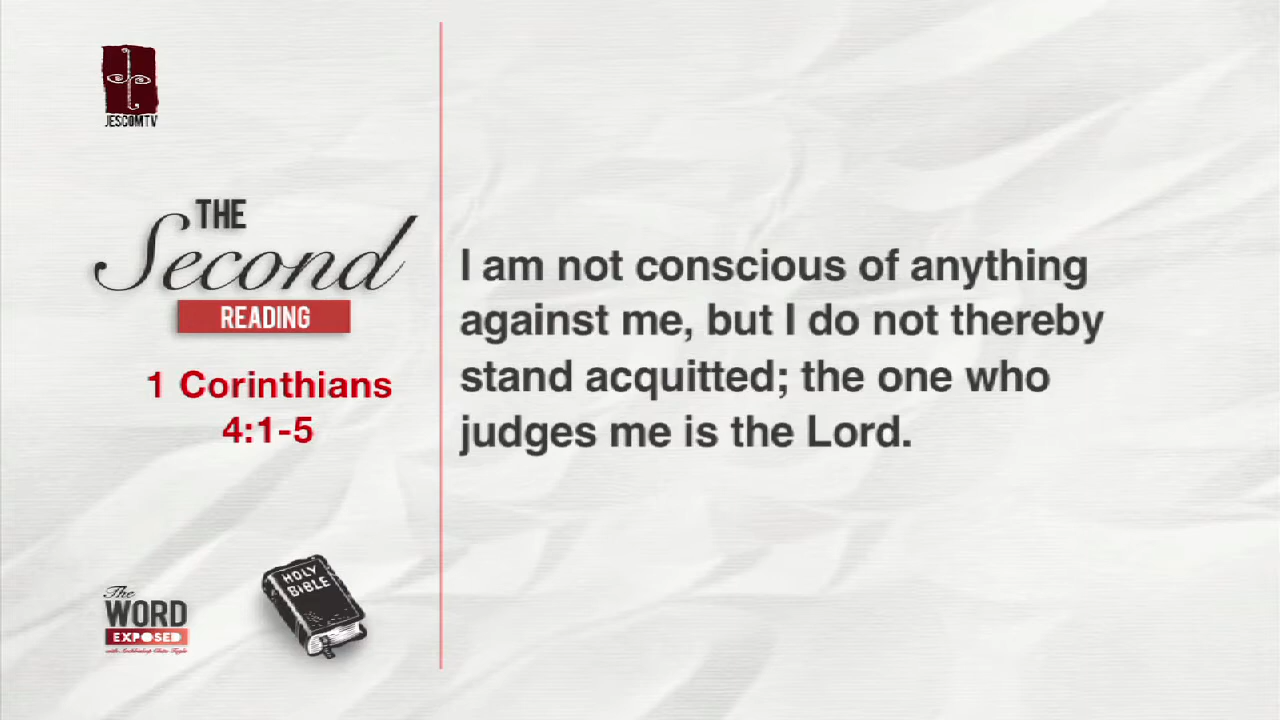 JESCOMTV
THE
Second
READING
1 Corinthians
4:1-5
I am not conscious of anything
against me, but I do not thereby
stand acquitted; the one who
judges me is the Lord.
HOLY
BIBLE
The
WORD
EXPOSED